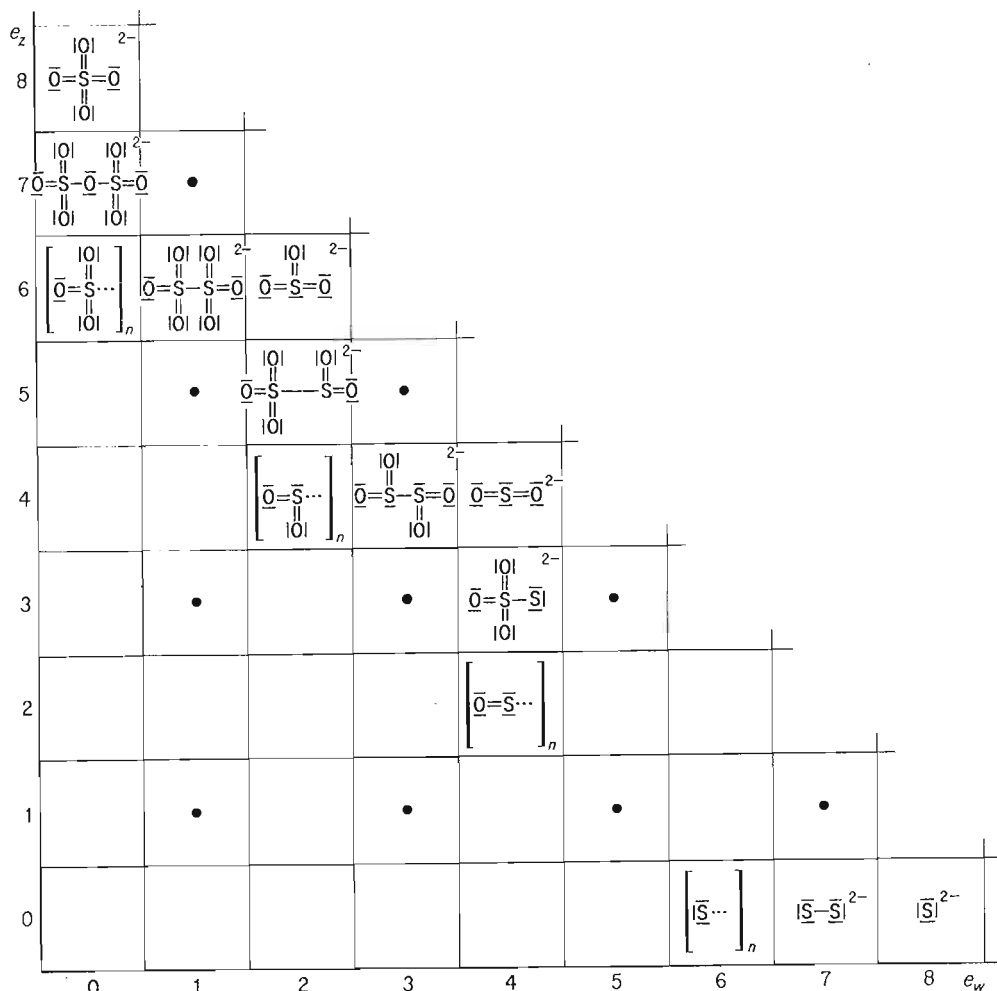 e_z
8 |O| 2–
O=S=O
|O|
7 |O| |O| 2–
O=S–O–S=O
|O| |O|
6 [ |O| O=S··· |O| ]n
|O| |O| 2–
O=S–S=O
|O| |O|
|O| 2–
O=S=O
5 |O| |O| 2–
O=S—S=O
|O|
4 [ O=S··· |O| ]n
|O| 2–
O=S–S=O
|O|
O=S=O 2–
3 |O| 2–
O=S–S|
|O|
2 [ O=S··· ]n
1
0 [ |S··· ]n |S–S| 2– |S| 2–
0 1 2 3 4 5 6 7 8 e_w